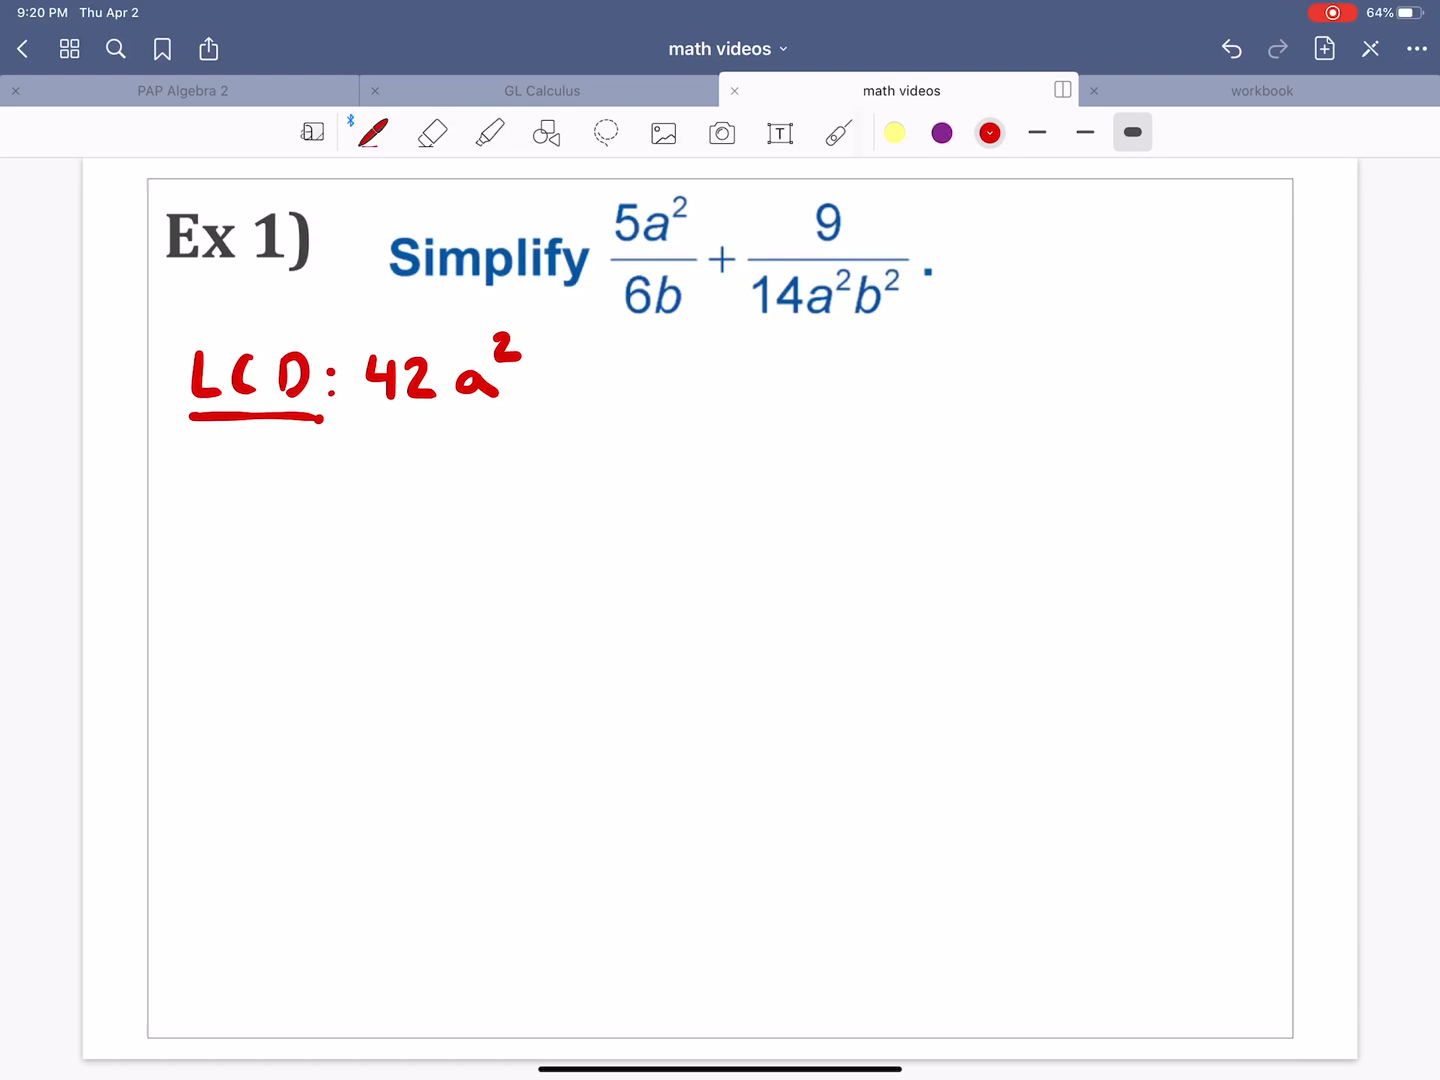 9:20 PM Thu Apr 2 64%
math videos
PAP Algebra 2 GL Calculus math videos workbook
Ex 1) Simplify 5a²/6b + 9/14a²b² .
LCD: 42a²